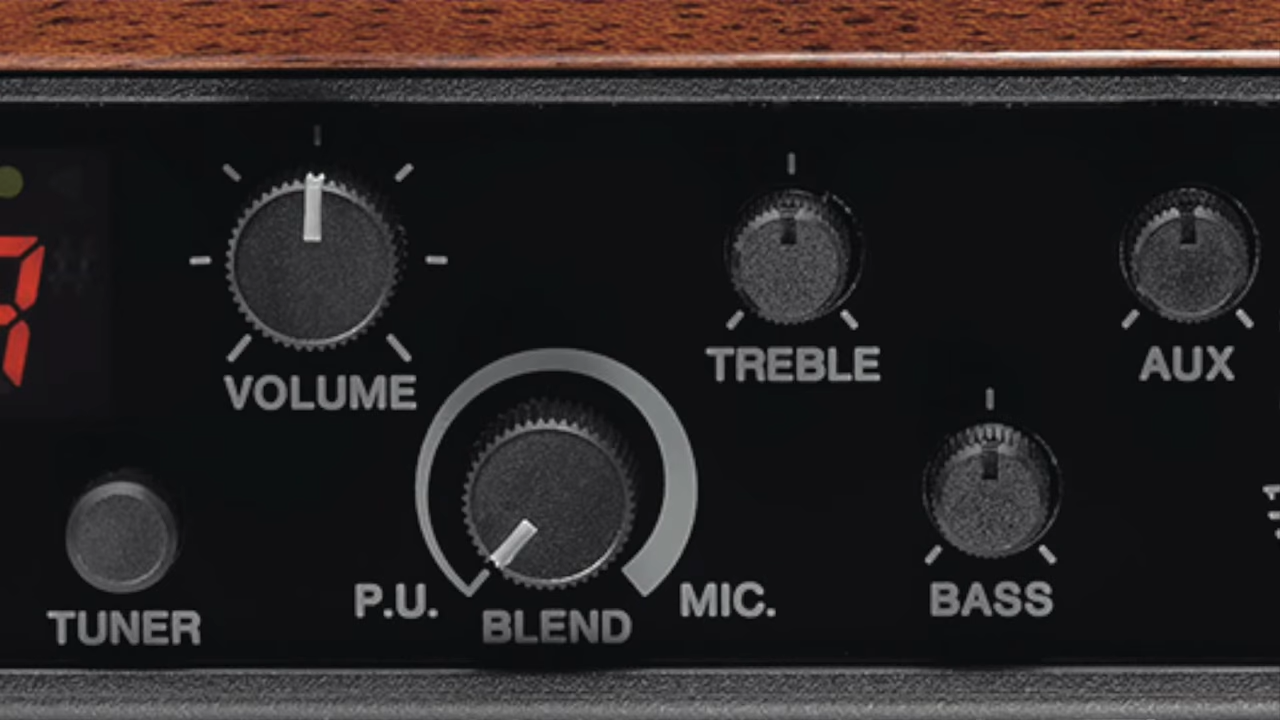 VOLUME
TREBLE
AUX
TUNER
P.U.
BLEND
MIC.
BASS